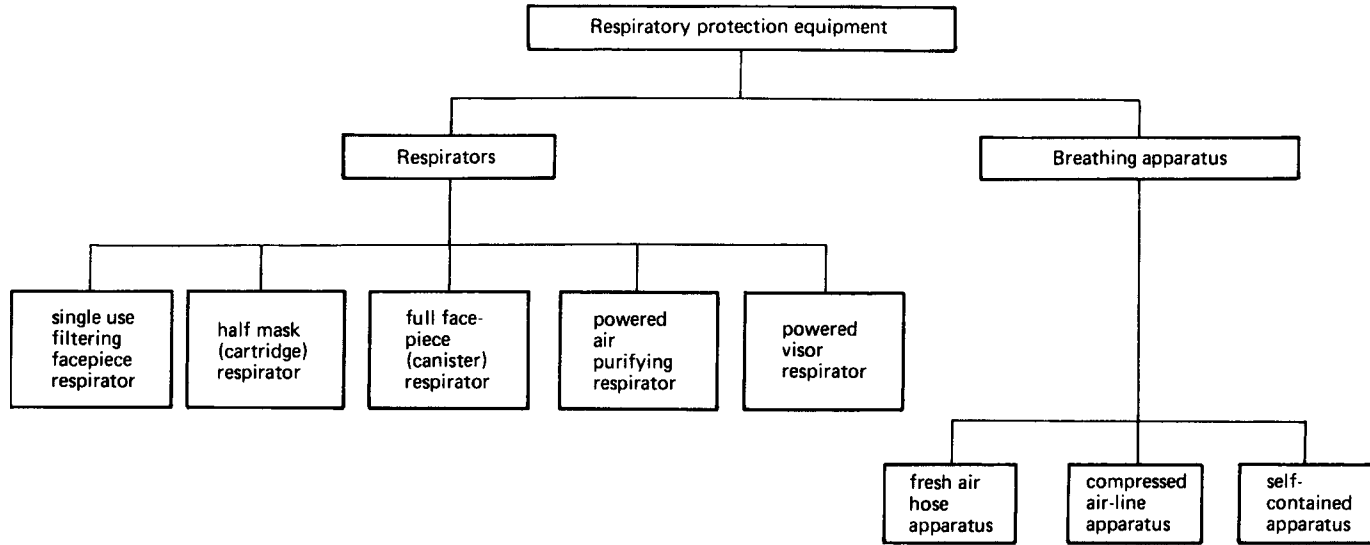 Respiratory protection equipment
Respirators
Breathing apparatus
single use
filtering
facepiece
respirator
half mask
(cartridge)
respirator
full face-
piece
(canister)
respirator
powered
air
purifying
respirator
powered
visor
respirator
fresh air
hose
apparatus
compressed
air-line
apparatus
self-
contained
apparatus